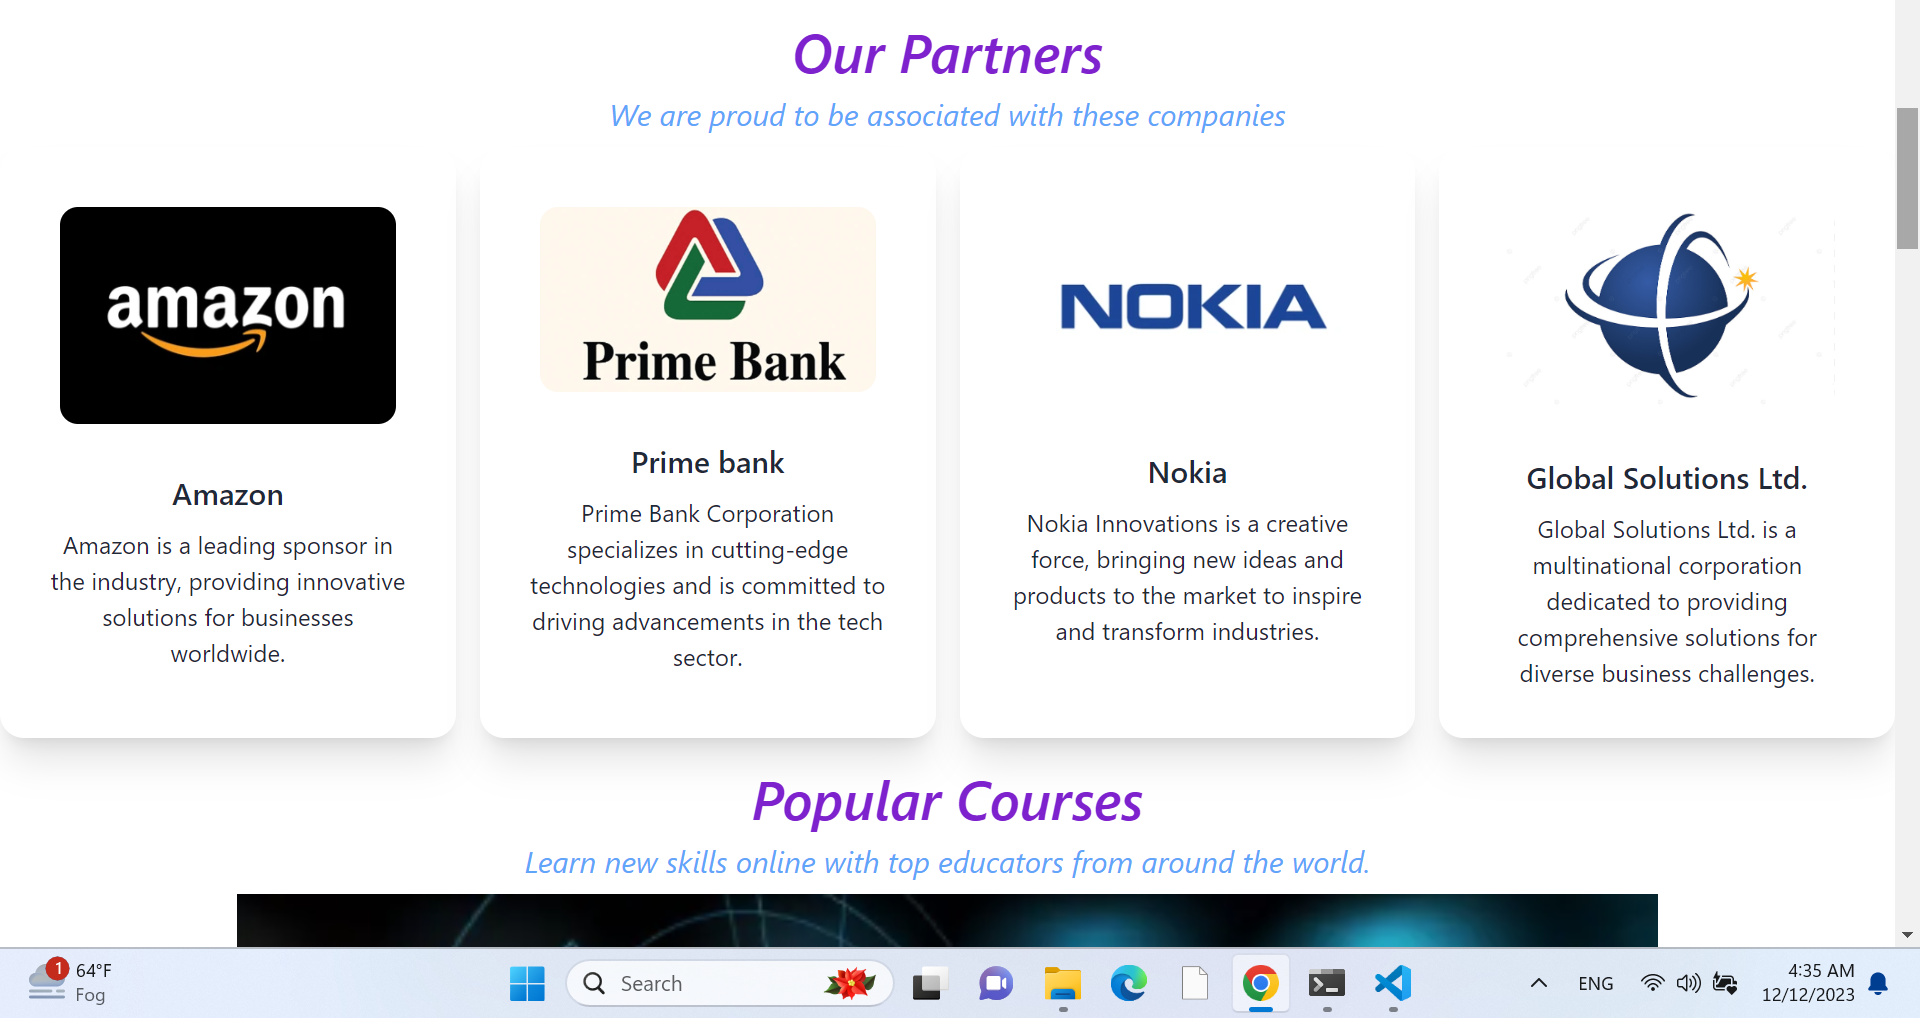 Our Partners
We are proud to be associated with these companies
amazon
Amazon
Amazon is a leading sponsor in
the industry, providing innovative
solutions for businesses
worldwide.
Prime Bank
Prime bank
Prime Bank Corporation
specializes in cutting-edge
technologies and is committed to
driving advancements in the tech
sector.
NOKIA
Nokia
Nokia Innovations is a creative
force, bringing new ideas and
products to the market to inspire
and transform industries.
Global Solutions Ltd.
Global Solutions Ltd. is a
multinational corporation
dedicated to providing
comprehensive solutions for
diverse business challenges.
Popular Courses
Learn new skills online with top educators from around the world.
1
64°F
Fog
Search
ENG
4:35 AM
12/12/2023